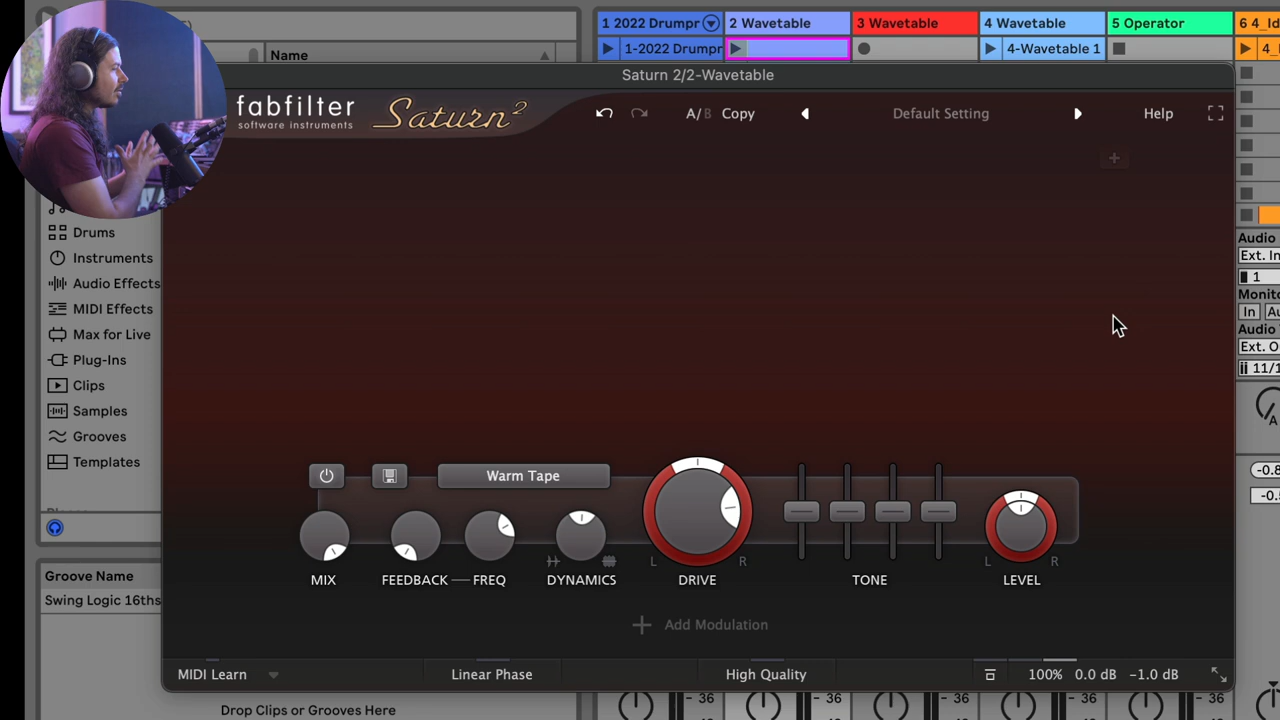 1 2022 Drumpr
2 Wavetable
3 Wavetable
4 Wavetable
5 Operator
Name
1-2022 Drumpr
4-Wavetable 1
Saturn 2/2-Wavetable
fabfilter
software instruments
Saturn 2
A/B
Copy
Default Setting
Help
Drums
Instruments
Audio Effects
MIDI Effects
Max for Live
Plug-Ins
Clips
Samples
Grooves
Templates
Groove Name
Swing Logic 16ths
Drop Clips or Grooves Here
Warm Tape
MIX
FEEDBACK
FREQ
DYNAMICS
L
R
DRIVE
TONE
L
R
LEVEL
Add Modulation
MIDI Learn
Linear Phase
High Quality
100%
0.0 dB
-1.0 dB
Audio
Ext. In
1
Monito
In
Au
Audio
Ext. O
ii 11/1
A
-0.8
-0.5
36
36
36
36